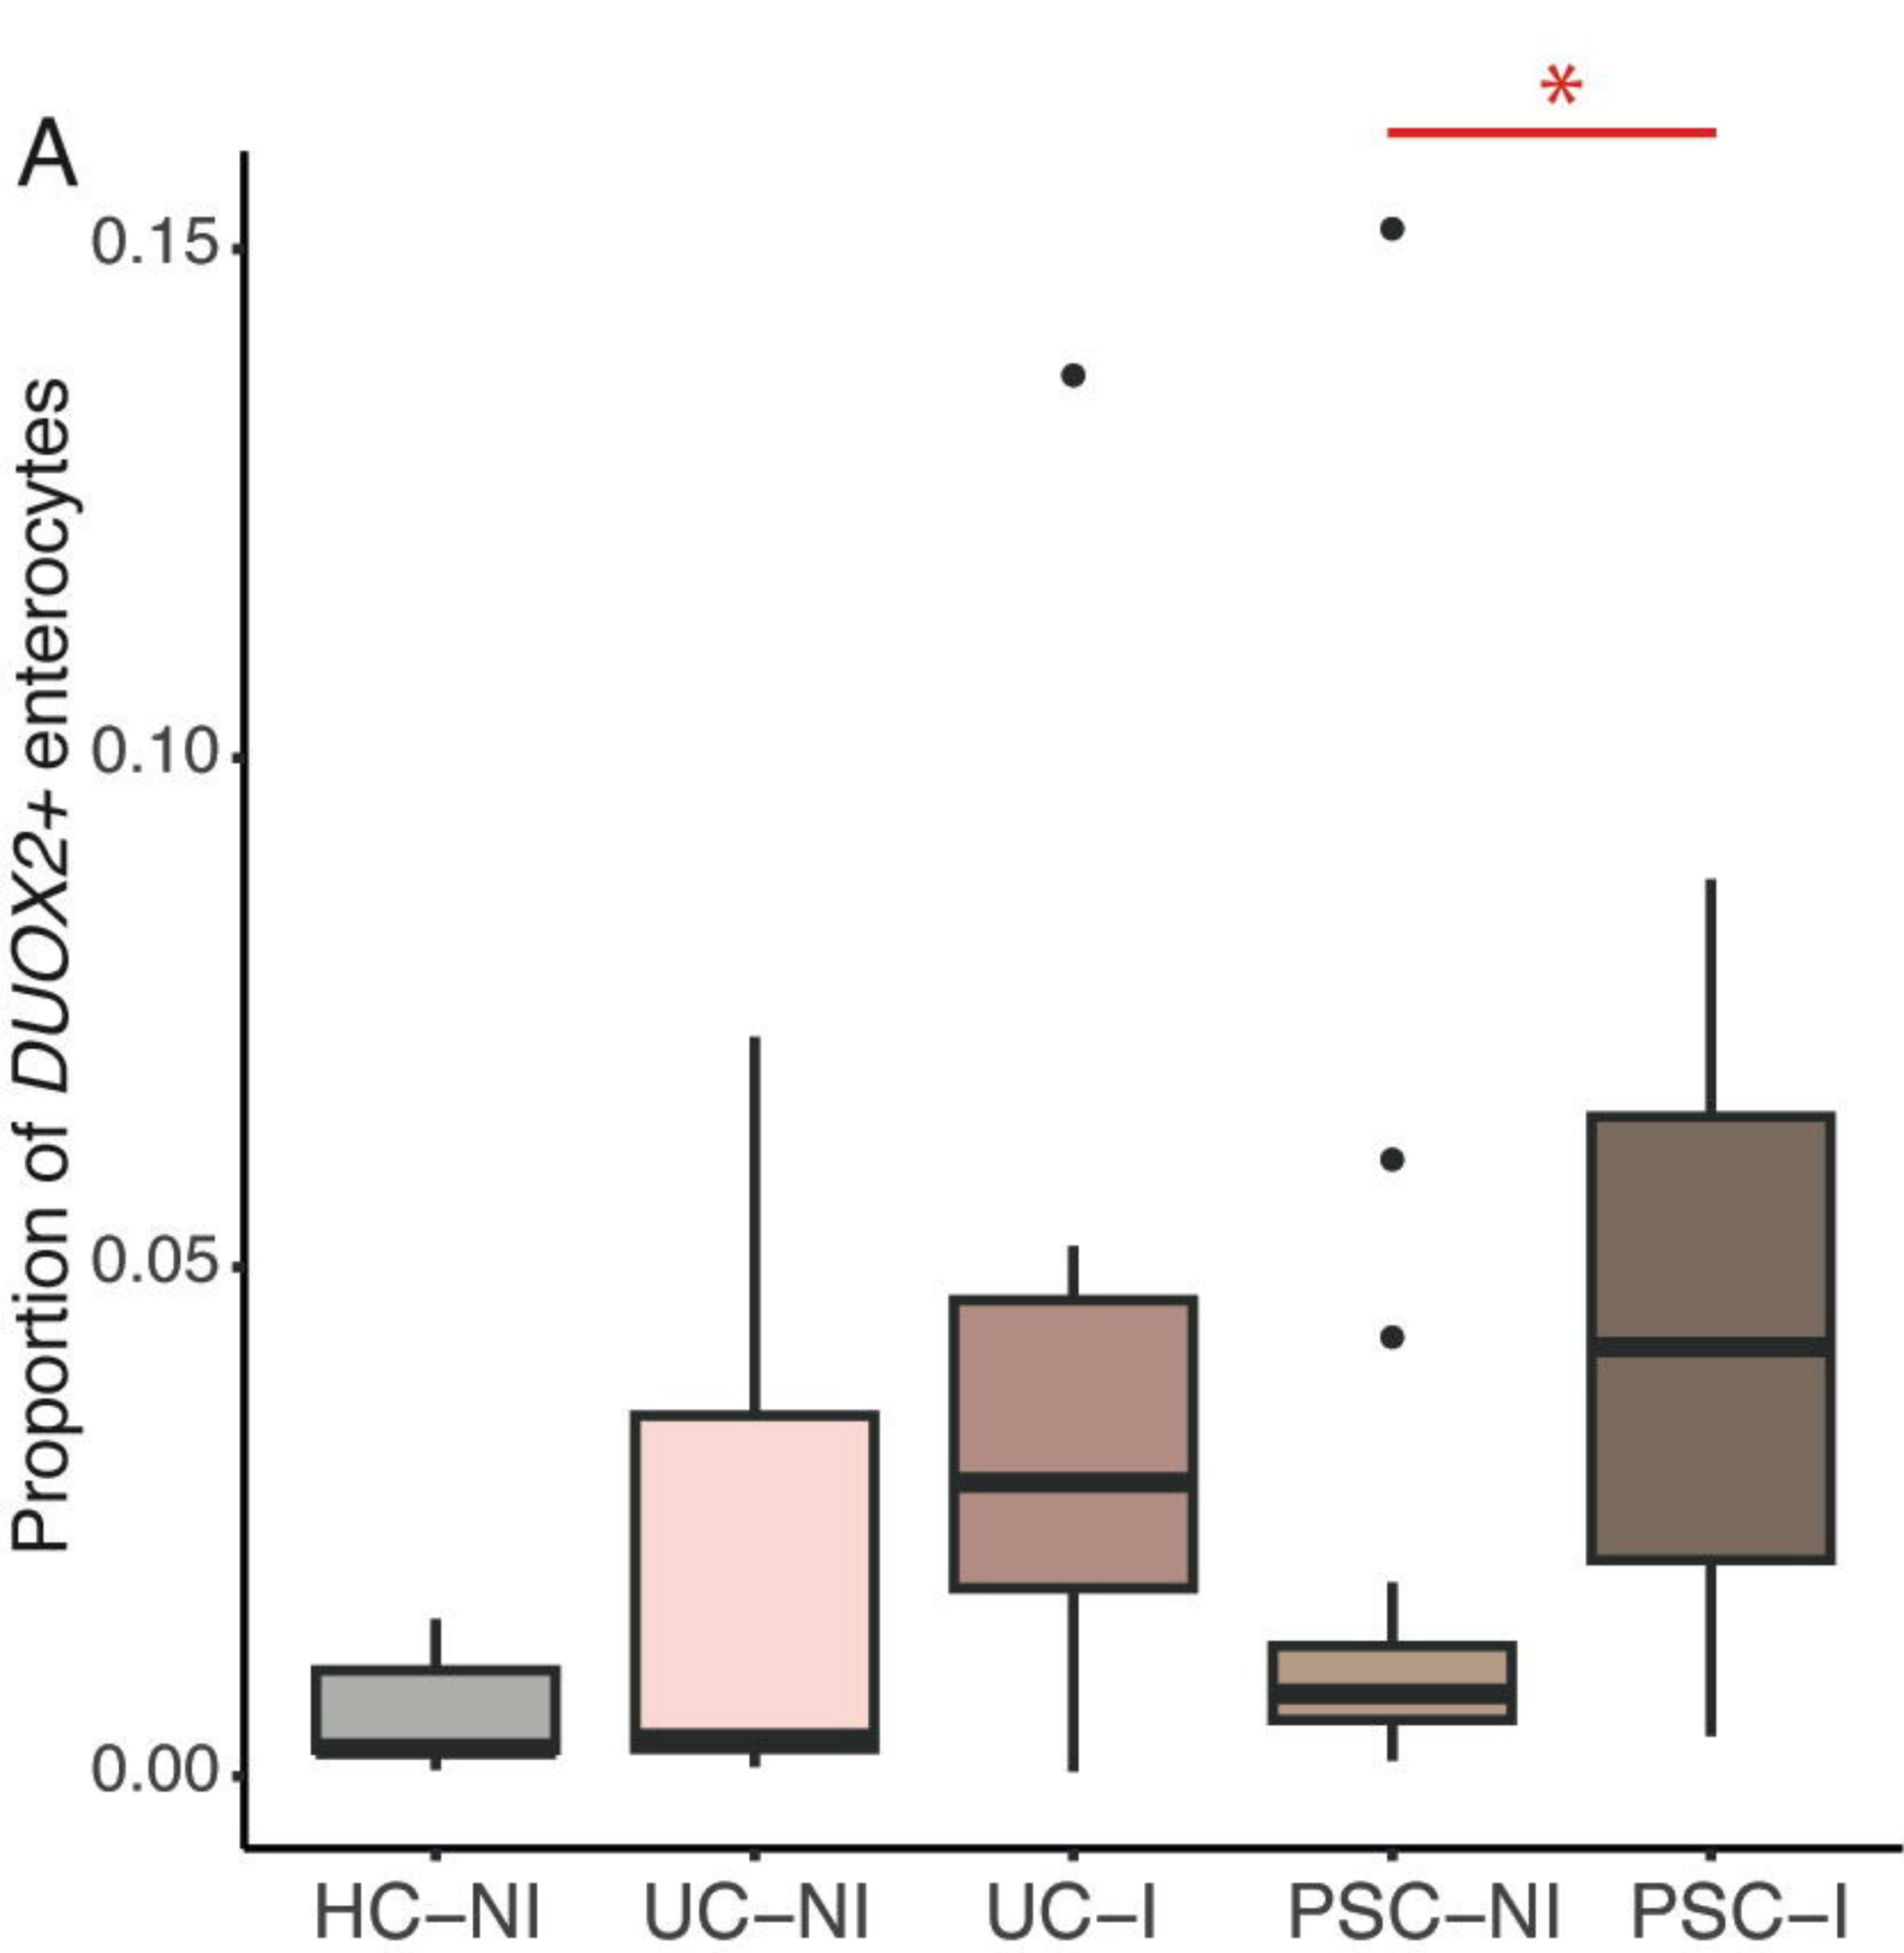 A
*
0.15
0.10
0.05
0.00
Proportion of DUOX2+ enterocytes
HC–NI UC–NI UC–I PSC–NI PSC–I